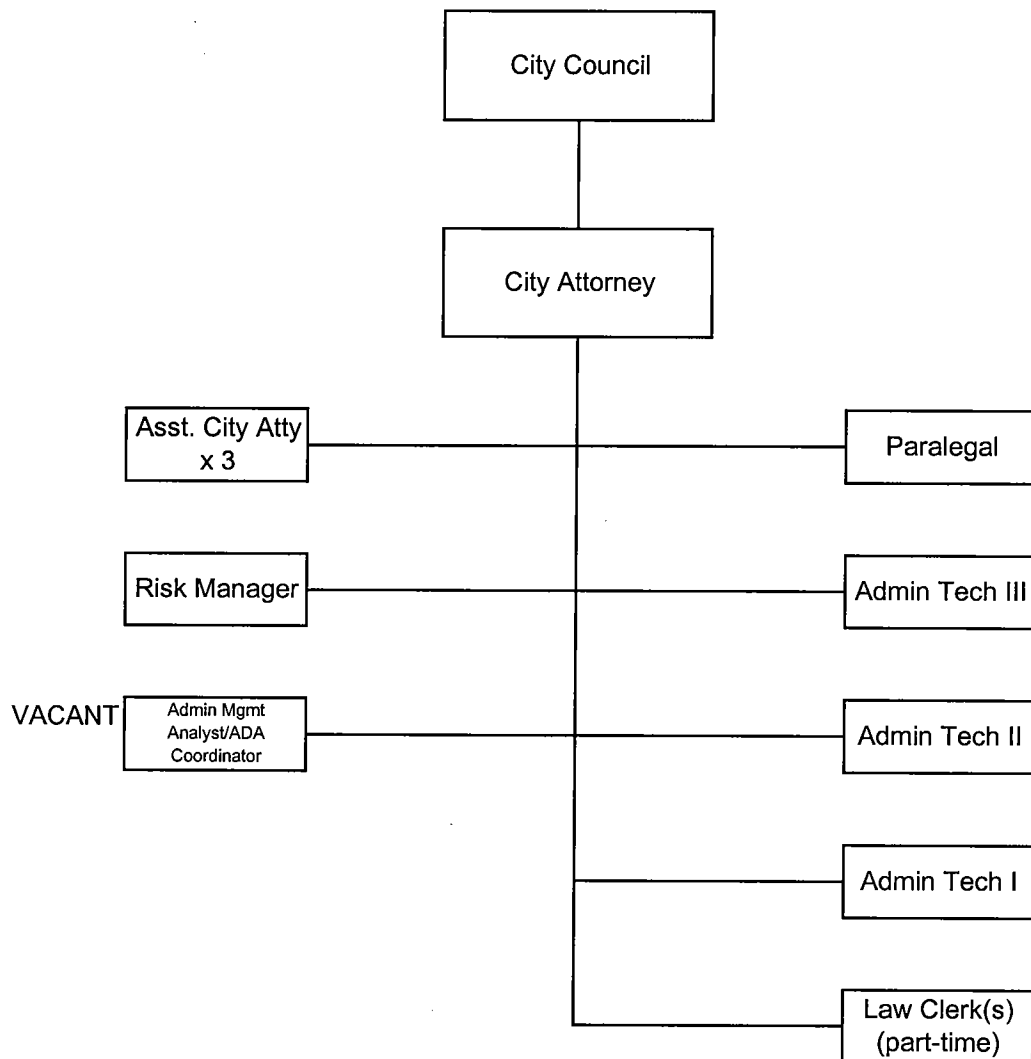 City Council
City Attorney
Asst. City Atty
x 3
Paralegal
Risk Manager
Admin Tech III
VACANT
Admin Mgmt
Analyst/ADA
Coordinator
Admin Tech II
Admin Tech I
Law Clerk(s)
(part-time)